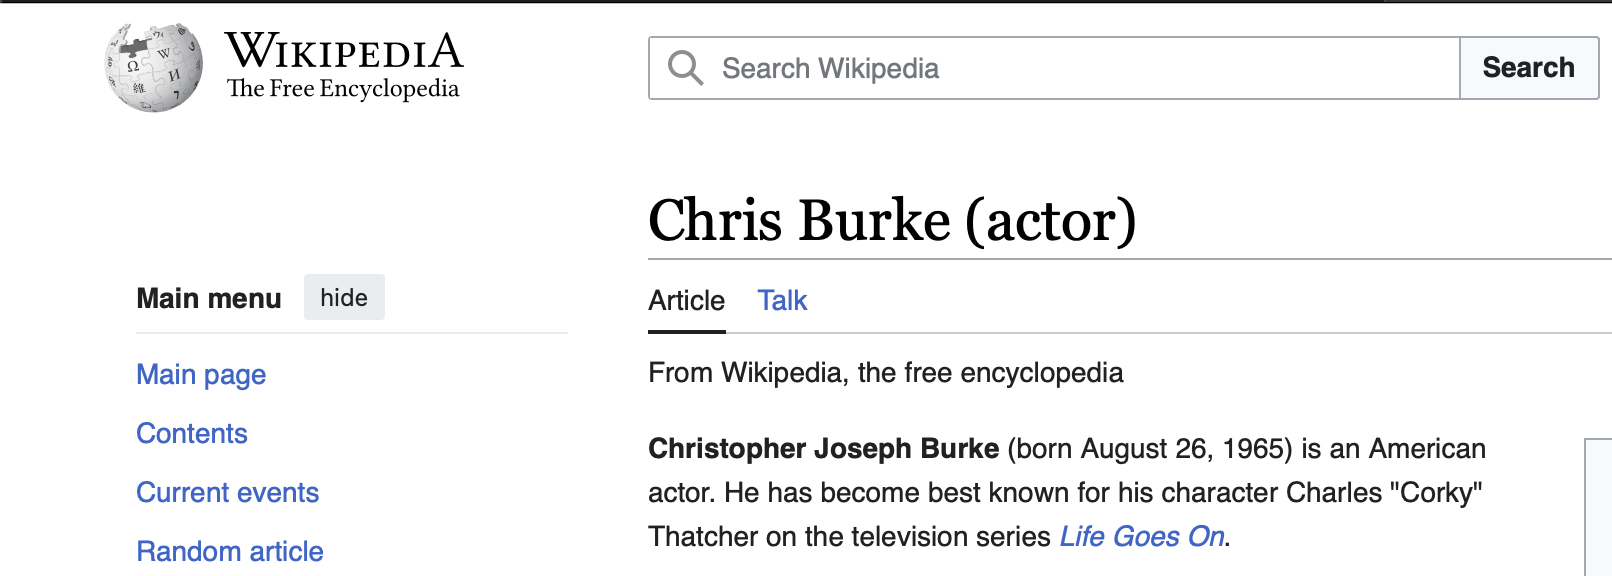 WIKIPEDIA
The Free Encyclopedia
Search Wikipedia
Search
Chris Burke (actor)
Main menu
hide
Article
Talk
Main page
From Wikipedia, the free encyclopedia
Contents
Christopher Joseph Burke (born August 26, 1965) is an American
Current events
actor. He has become best known for his character Charles "Corky"
Random article
Thatcher on the television series Life Goes On.